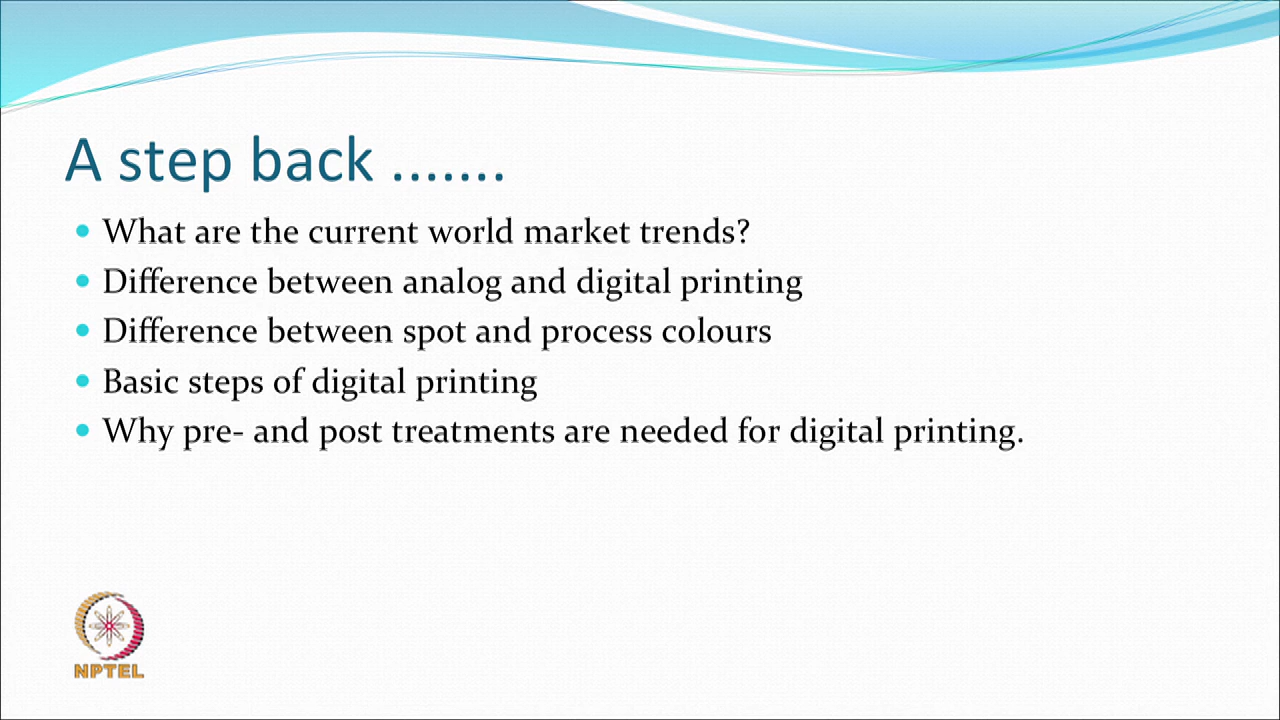 A step back .......
• What are the current world market trends?
• Difference between analog and digital printing
• Difference between spot and process colours
• Basic steps of digital printing
• Why pre- and post treatments are needed for digital printing.
NPTEL